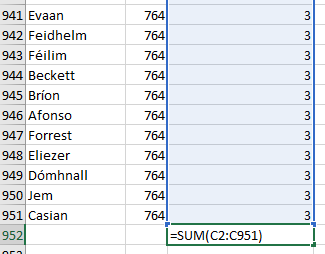 941 Evaan 764 3
942 Feidhelm 764 3
943 Féilim 764 3
944 Beckett 764 3
945 Bríon 764 3
946 Afonso 764 3
947 Forrest 764 3
948 Eliezer 764 3
949 Dómhnall 764 3
950 Jem 764 3
951 Casian 764 3
952 =SUM(C2:C951)